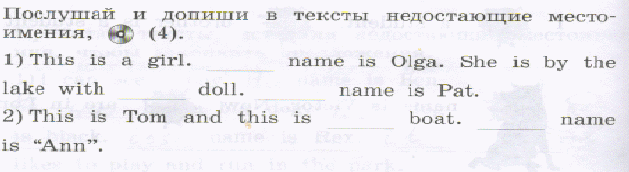 Послушай и допиши в тексты недостающие место-
имения, (4).
1) This is a girl. ______ name is Olga. She is by the
lake with ______ doll. ______ name is Pat.
2) This is Tom and this is ______ boat. ______ name
is “Ann”.